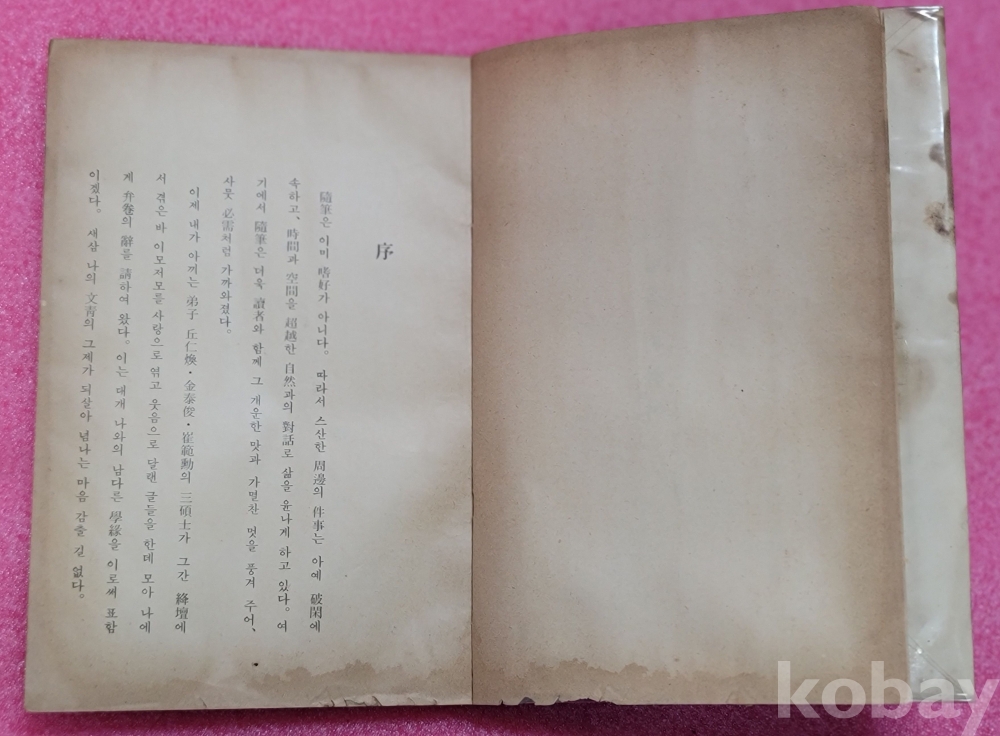 序
隨筆은 이미 嗜好가 아니다. 따라서 스산한 周邊의 件事는 아예 破閑에
속하고、時間과 空間을 超越한 自然과의 對話로 삶을 윤나게 하고 있다. 여
기에서 隨筆은 더욱 讀者와 함께 그 개운한 맛과 가멸찬 멋을 풍겨 주어、
사뭇 必需처럼 가까와졌다.
이제 내가 아끼는 弟子 丘仁煥·金泰俊·崔範勳의 三碩士가 그간 絳壇에
서 겪은바 이모저모를 사랑으로 엮고 웃음으로 달랜 글들을 한데 모아 나에
게 弁卷의 辭를 請하여 왔다. 이는 대개 나와의 남다른 學緣을 이로써 표함
이겠다. 새삼 나의 文靑의 그제가 되살아 넘나는 마음 감출 길 없다.
kobay